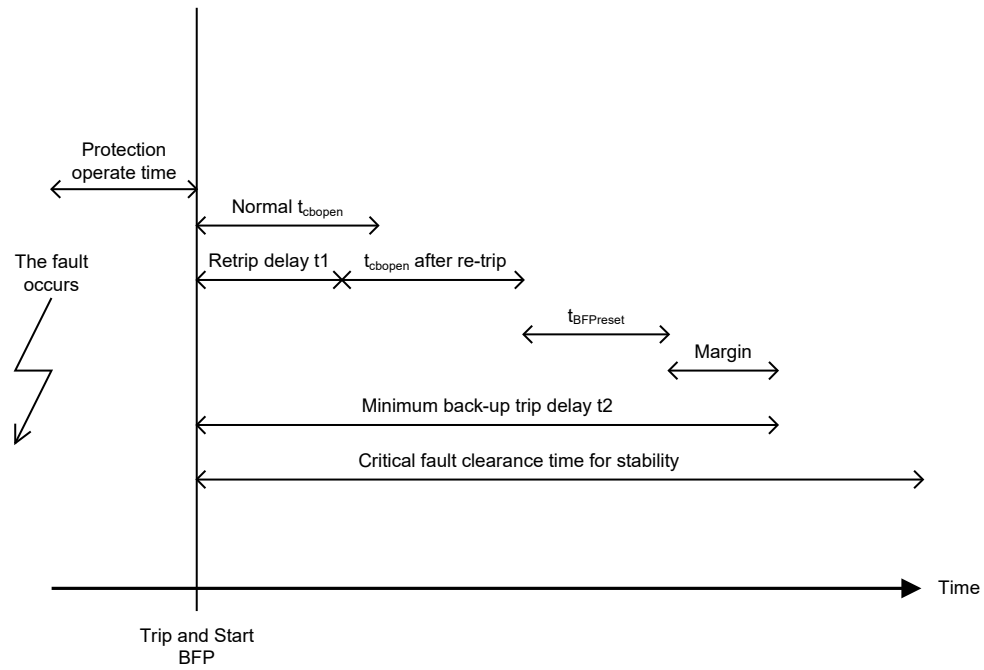 Protection
operate time
Normal tcbopen
The fault
occurs
Retrip delay t1
tcbopen after re-trip
tBFPreset
Margin
Minimum back-up trip delay t2
Critical fault clearance time for stability
Time
Trip and Start
BFP